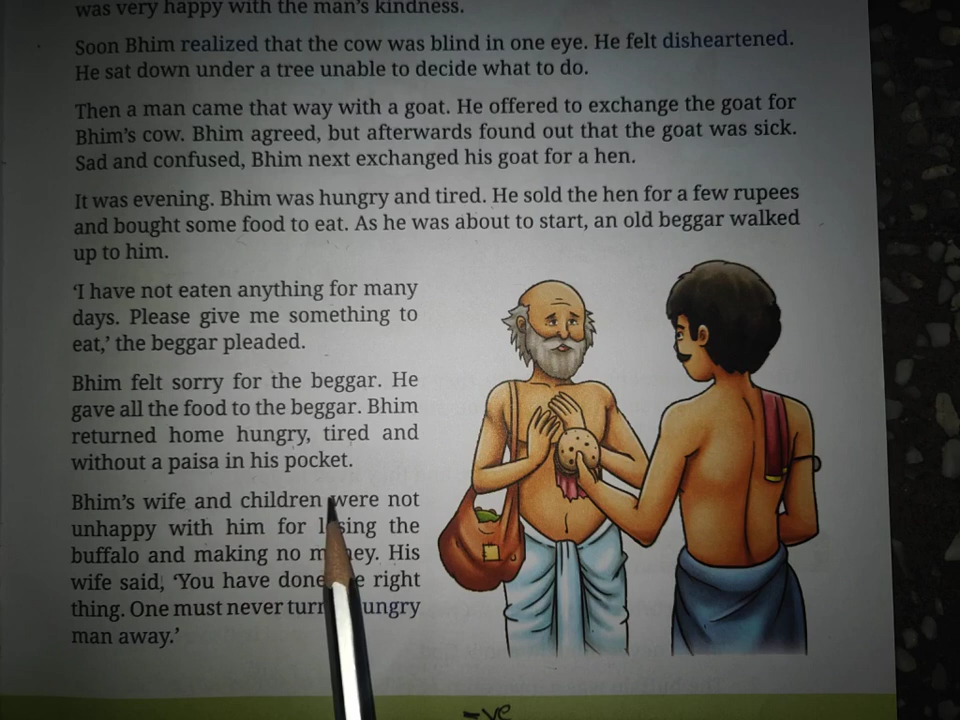 was very happy with the man's kindness.
Soon Bhim realized that the cow was blind in one eye. He felt disheartened.
He sat down under a tree unable to decide what to do.
Then a man came that way with a goat. He offered to exchange the goat for
Bhim's cow. Bhim agreed, but afterwards found out that the goat was sick.
Sad and confused, Bhim next exchanged his goat for a hen.
It was evening. Bhim was hungry and tired. He sold the hen for a few rupees
and bought some food to eat. As he was about to start, an old beggar walked
up to him.
‘I have not eaten anything for many
days. Please give me something to
eat,’ the beggar pleaded.
Bhim felt sorry for the beggar. He
gave all the food to the beggar. Bhim
returned home hungry, tired and
without a paisa in his pocket.
Bhim's wife and children were not
unhappy with him for losing the
buffalo and making no money. His
wife said, ‘You have done right
thing. One must never turn hungry
man away.’
-ve